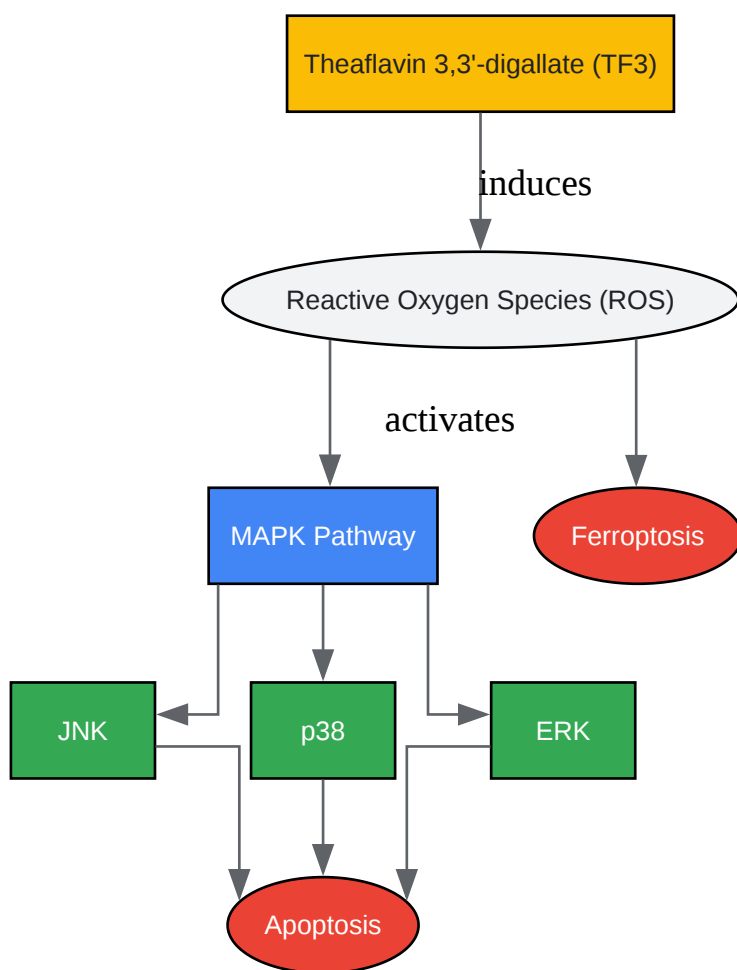 Theaflavin 3,3'-digallate (TF3)
induces
Reactive Oxygen Species (ROS)
activates
MAPK Pathway
Ferroptosis
JNK
p38
ERK
Apoptosis